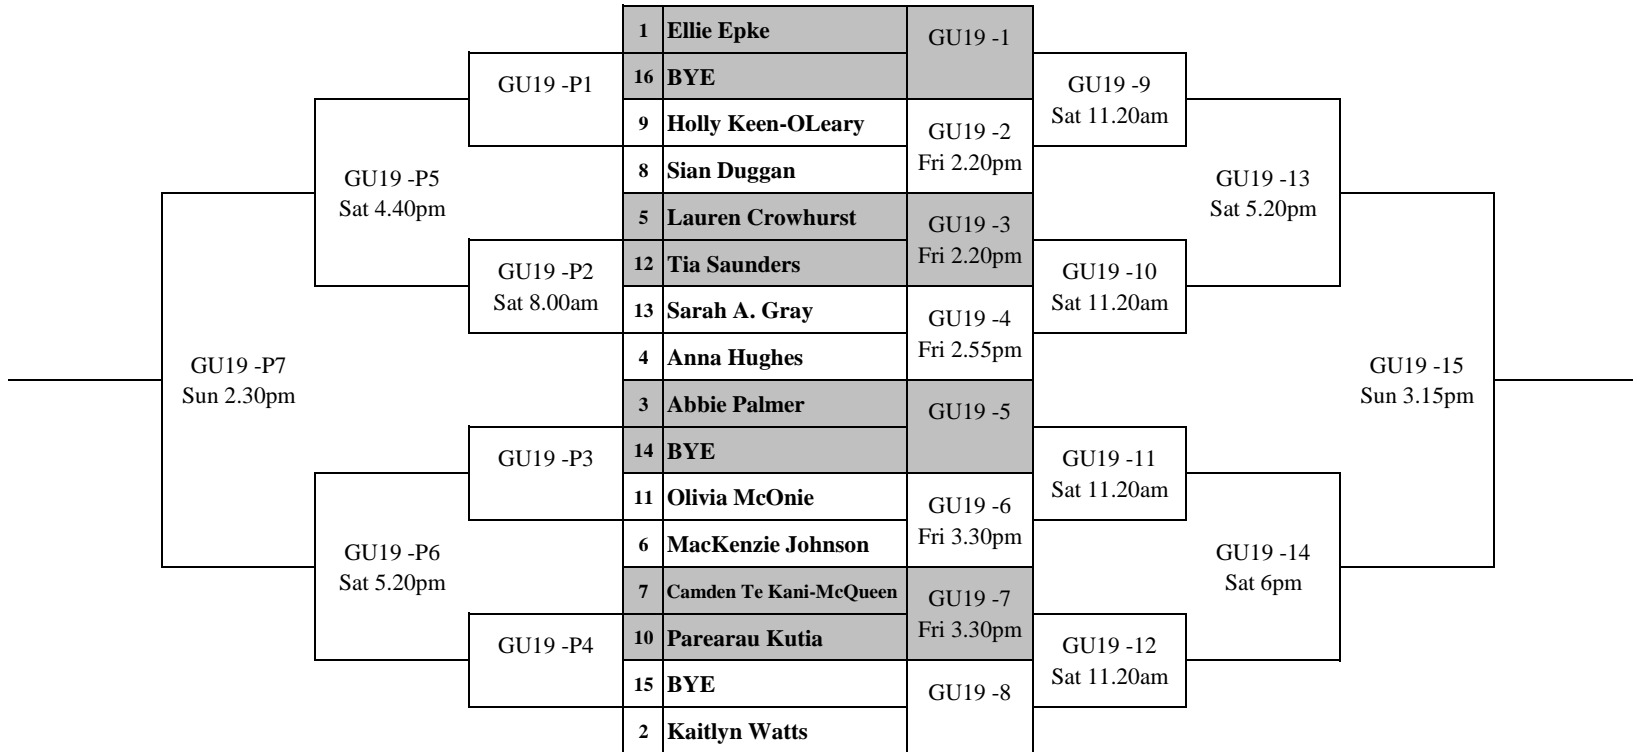 1 Ellie Epke GU19 -1
GU19 -P1 16 BYE GU19 -9
Sat 11.20am
9 Holly Keen-OLeary GU19 -2
Fri 2.20pm
8 Sian Duggan
GU19 -P5 GU19 -13
Sat 4.40pm Sat 5.20pm
5 Lauren Crowhurst GU19 -3
Fri 2.20pm
12 Tia Saunders
GU19 -P2 GU19 -10
Sat 8.00am Sat 11.20am
13 Sarah A. Gray GU19 -4
Fri 2.55pm
4 Anna Hughes
GU19 -P7 GU19 -15
Sun 2.30pm Sun 3.15pm
3 Abbie Palmer GU19 -5
GU19 -P3 14 BYE GU19 -11
Sat 11.20am
11 Olivia McOnie GU19 -6
Fri 3.30pm
6 MacKenzie Johnson
GU19 -P6 GU19 -14
Sat 5.20pm Sat 6pm
7 Camden Te Kani-McQueen GU19 -7
Fri 3.30pm
GU19 -P4 10 Parearau Kutia GU19 -12
Sat 11.20am
15 BYE GU19 -8
2 Kaitlyn Watts